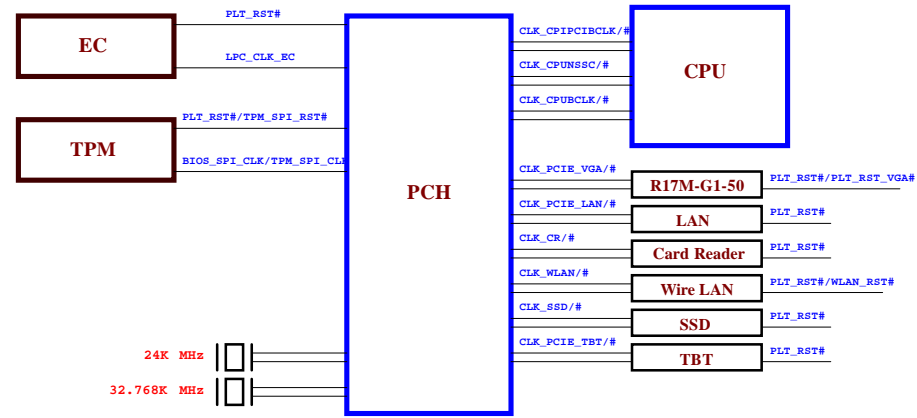 PLT_RST#
EC
LPC_CLK_EC
PLT_RST#/TPM_SPI_RST#
TPM
BIOS_SPI_CLK/TPM_SPI_CLK
24K MHz
32.768K MHz
PCH
CLK_CPIPCIBCLK/#
CLK_CPUNSSC/#
CLK_CPUBCLK/#
CPU
CLK_PCIE_VGA/#
R17M-G1-50
PLT_RST#/PLT_RST_VGA#
CLK_PCIE_LAN/#
LAN
PLT_RST#
CLK_CR/#
Card Reader
PLT_RST#
CLK_WLAN/#
Wire LAN
PLT_RST#/WLAN_RST#
CLK_SSD/#
SSD
PLT_RST#
CLK_PCIE_TBT/#
TBT
PLT_RST#